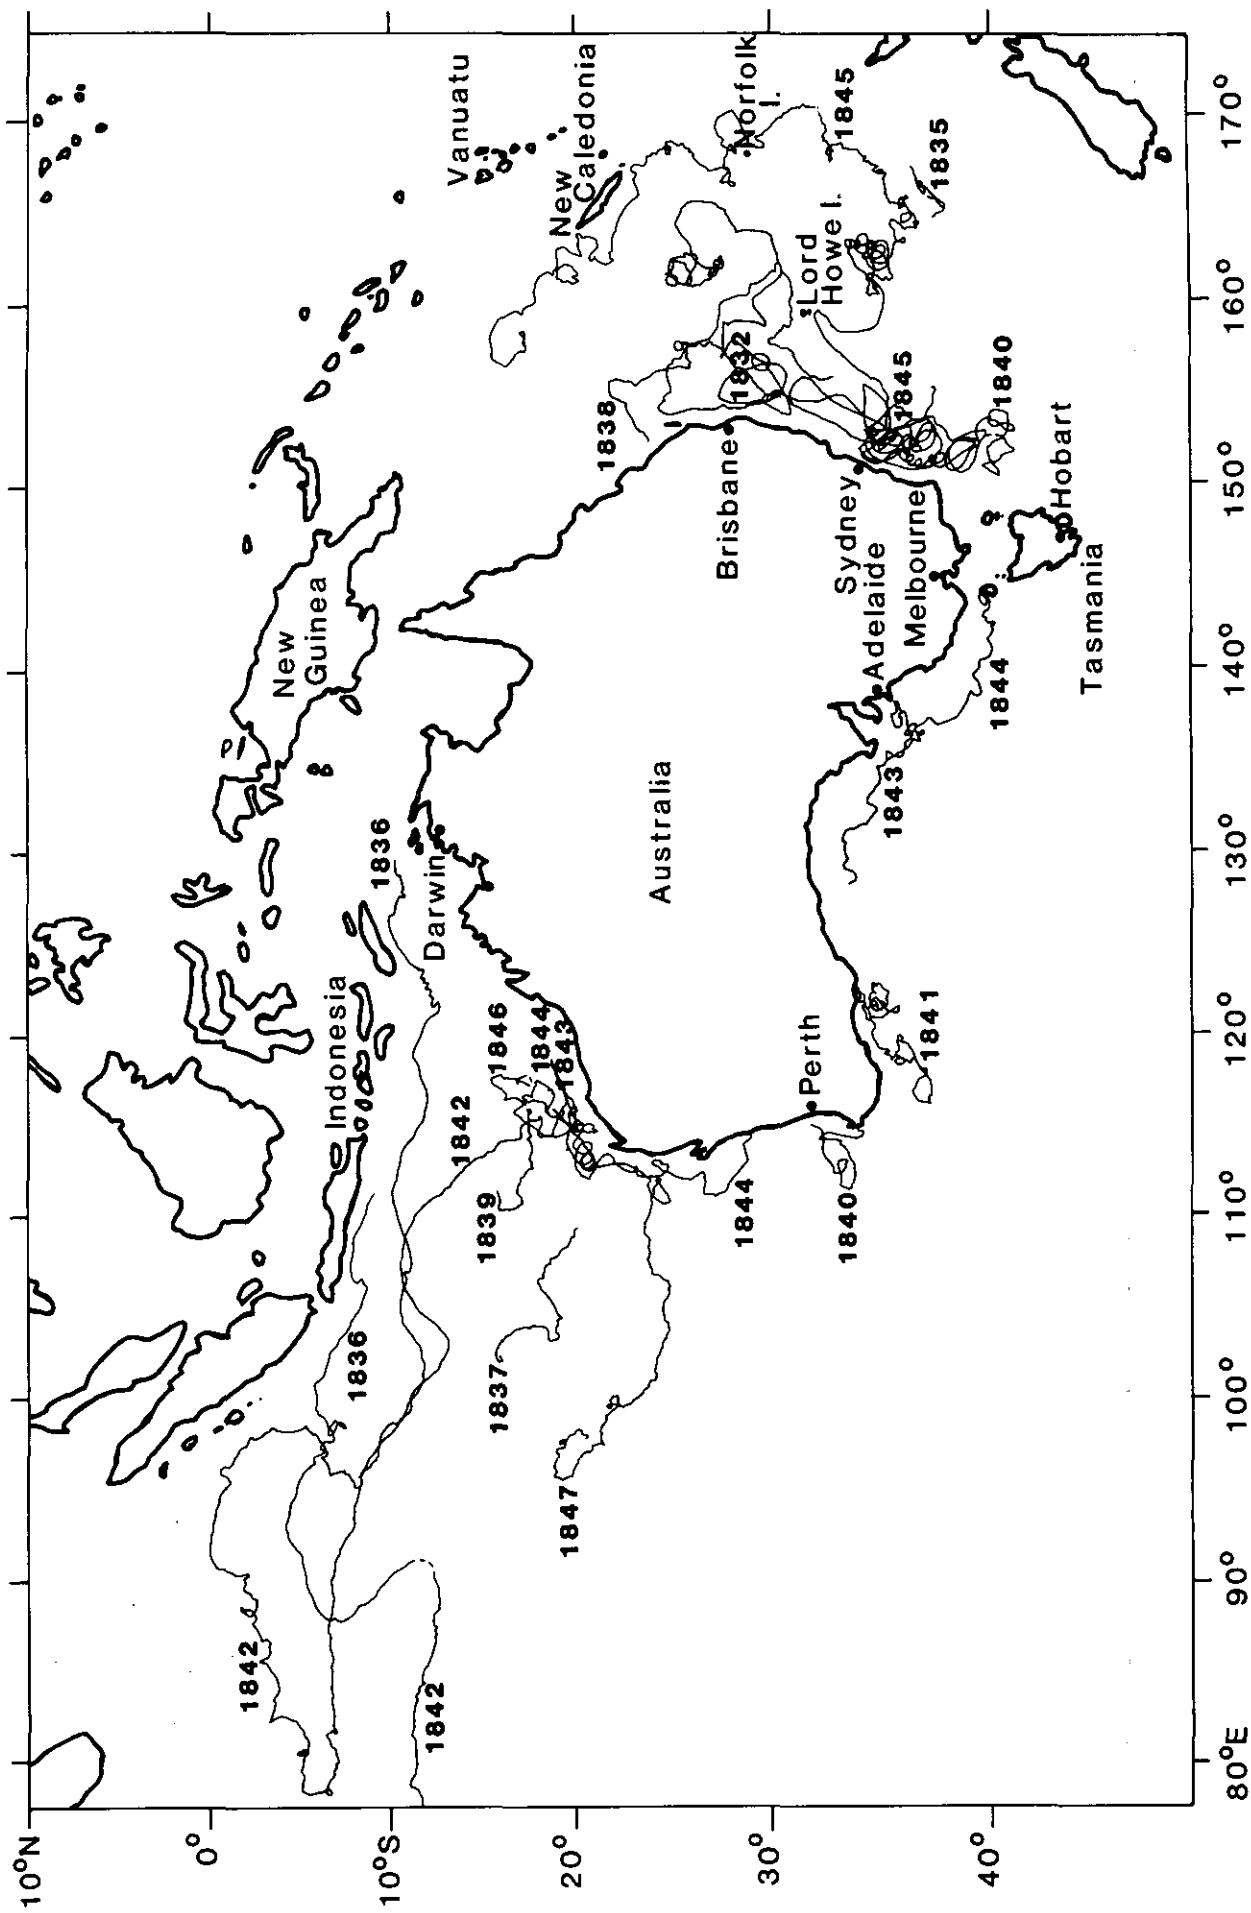 10°N
0°
10°S
20°
30°
40°
80°E
90°
100°
110°
120°
130°
140°
150°
160°
170°
Vanuatu
New
Caledonia
Norfolk
I.
1845
1835
Lord
Howe I.
1832
1838
1845
1840
New
Guinea
Brisbane
Sydney
Adelaide
Melbourne
Hobart
Tasmania
1844
1843
Australia
1836
Darwin
Indonesia
1846
1844
1843
1842
Perth
1841
1839
1844
1840
1836
1837
1847
1842
1842